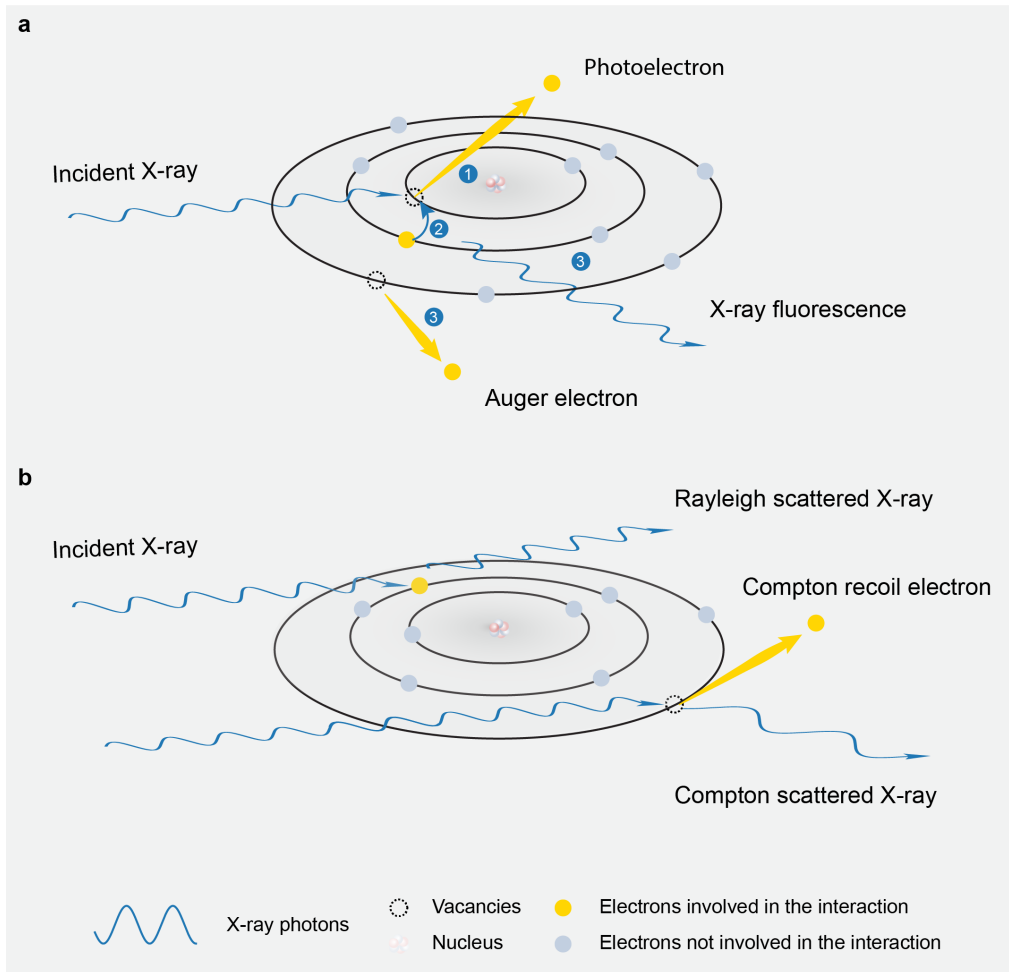 a
Photoelectron
Incident X-ray
1
2
3
X-ray fluorescence
3
Auger electron
b
Rayleigh scattered X-ray
Incident X-ray
Compton recoil electron
Compton scattered X-ray
X-ray photons
Vacancies
Electrons involved in the interaction
Nucleus
Electrons not involved in the interaction